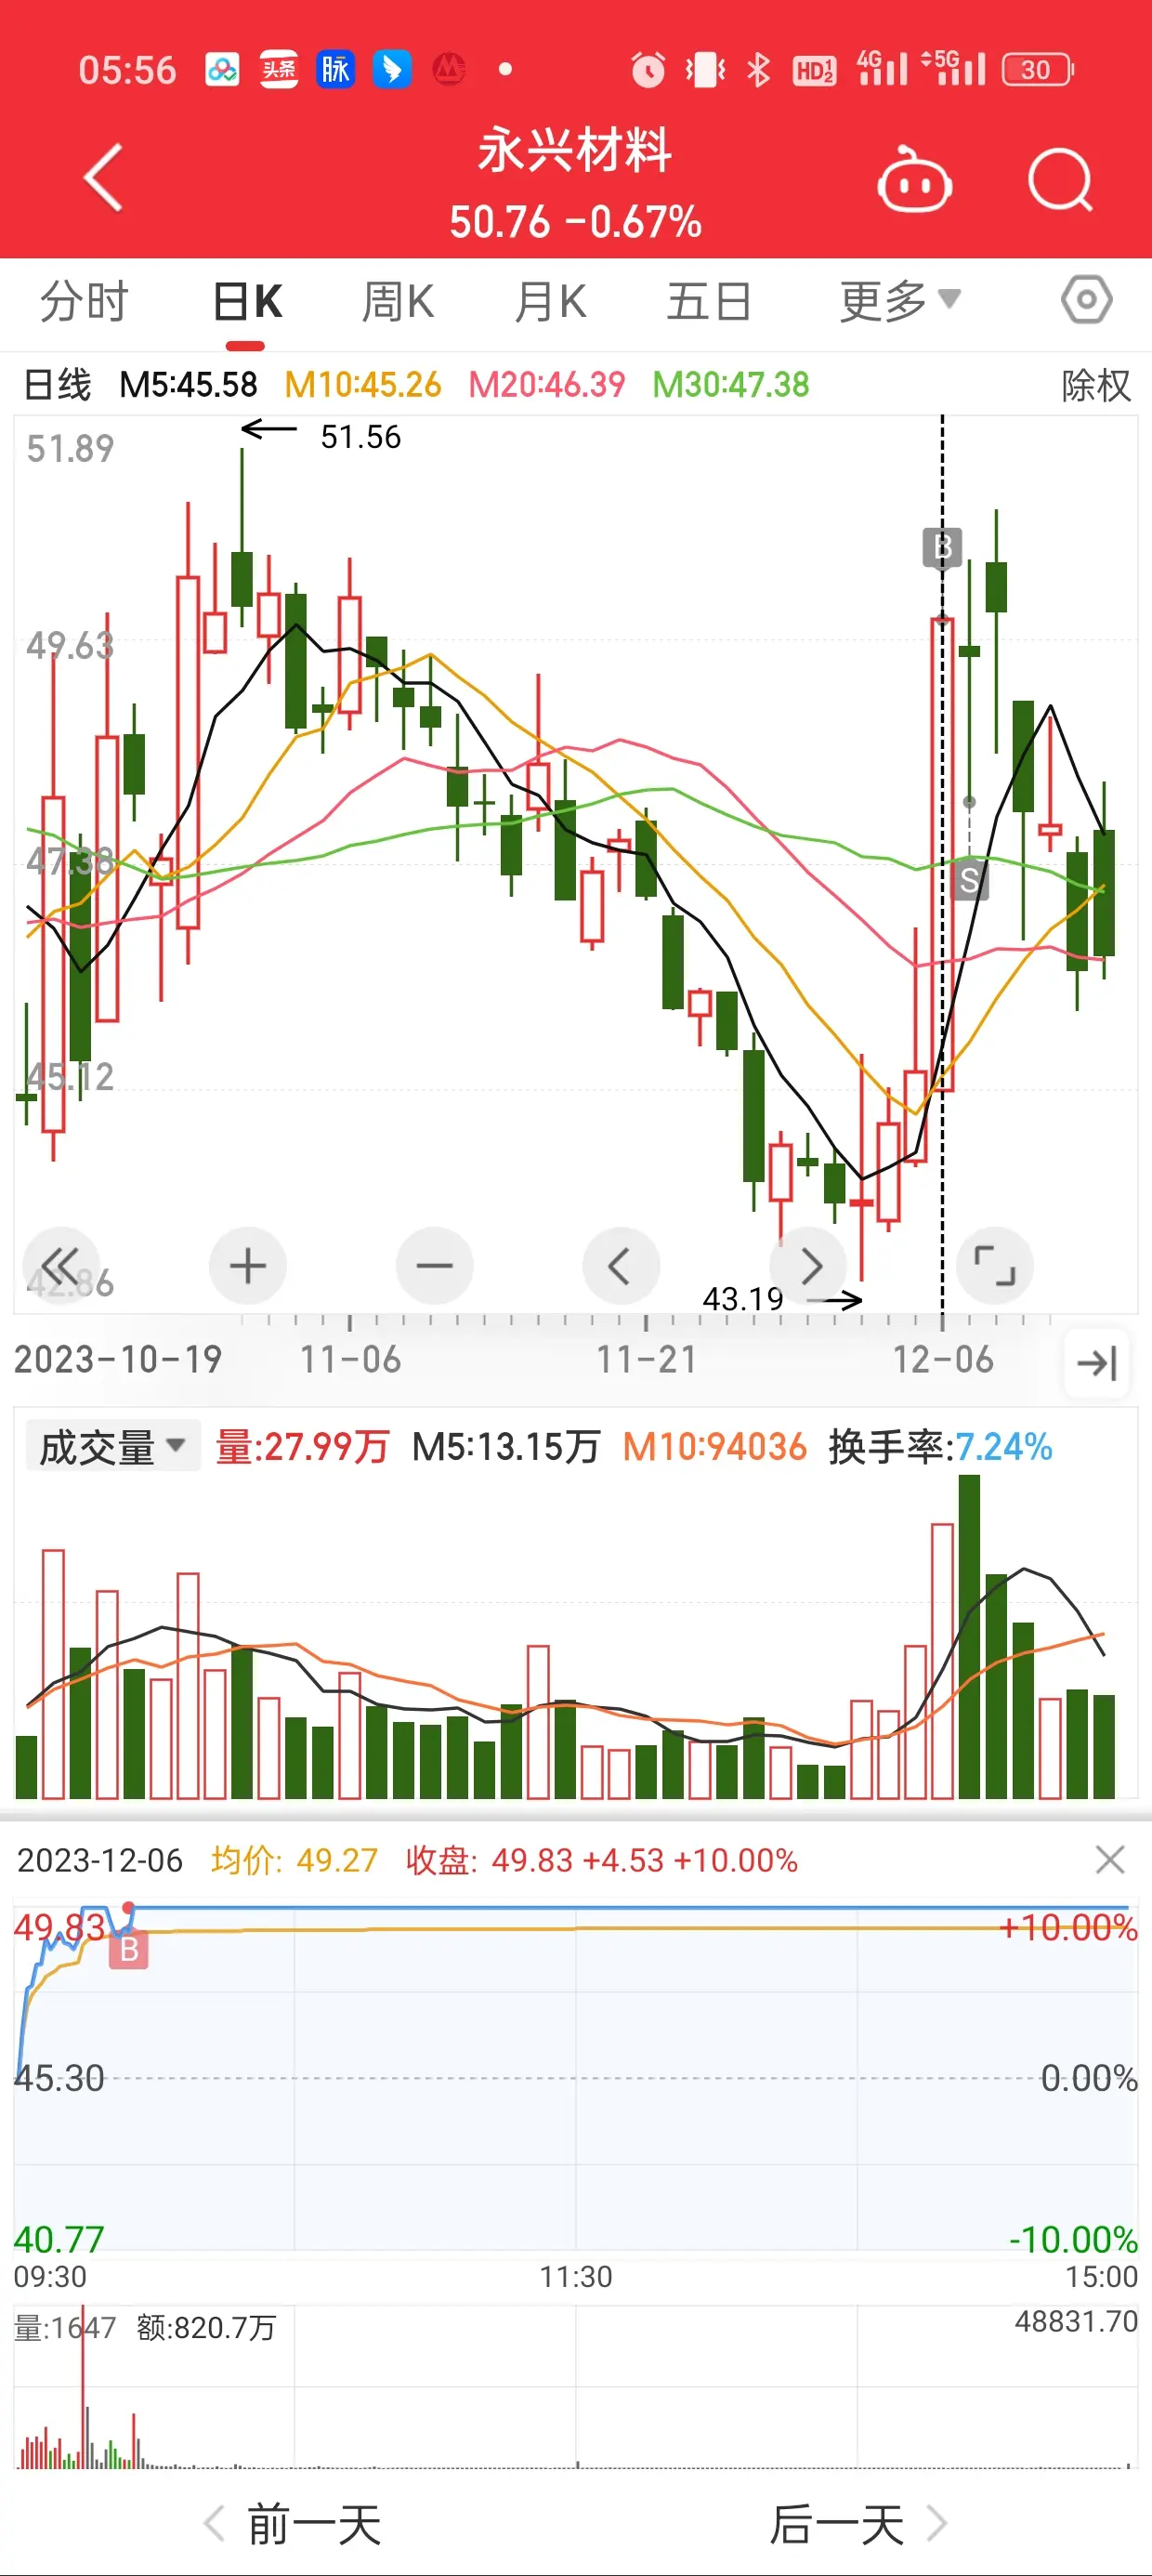 05:56 头条 脉 HD 1 2 4G 5G 30
永兴材料
50.76 -0.67%
分时 日K 周K 月K 五日 更多
日线 M5:45.58 M10:45.26 M20:46.39 M30:47.38 除权
51.89
51.56
B
49.63
47.38
S
45.12
42.86
43.19
2023-10-19 11-06 11-21 12-06
成交量 量:27.99万 M5:13.15万 M10:94036 换手率:7.24%
2023-12-06 均价: 49.27 收盘: 49.83 +4.53 +10.00%
49.83 +10.00%
B
45.30 0.00%
40.77 -10.00%
09:30 11:30 15:00
量:1647 额:820.7万 48831.70
前一天 后一天